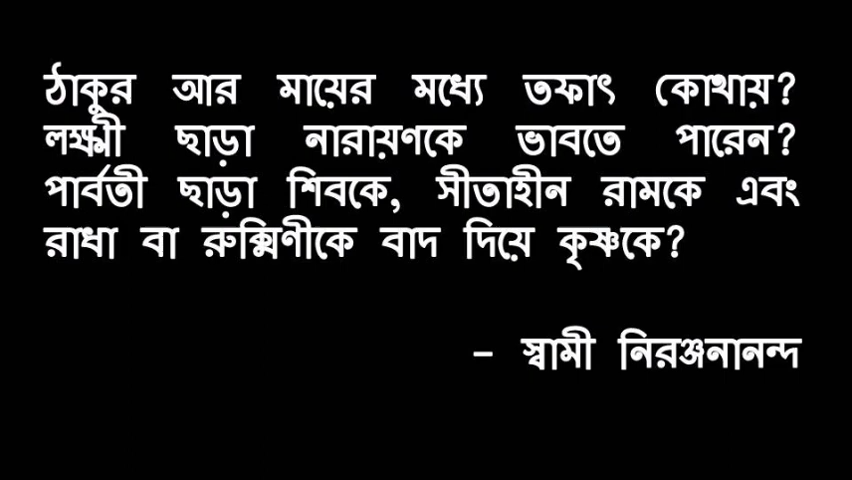 ঠাকুর আর মায়ের মধ্যে তফাৎ কোথায়?
লক্ষ্মী ছাড়া নারায়ণকে ভাবতে পারেন?
পার্বতী ছাড়া শিবকে, সীতাহীন রামকে এবং
রাধা বা রুক্মিণীকে বাদ দিয়ে কৃষ্ণকে?
– স্বামী নিরঞ্জনানন্দ